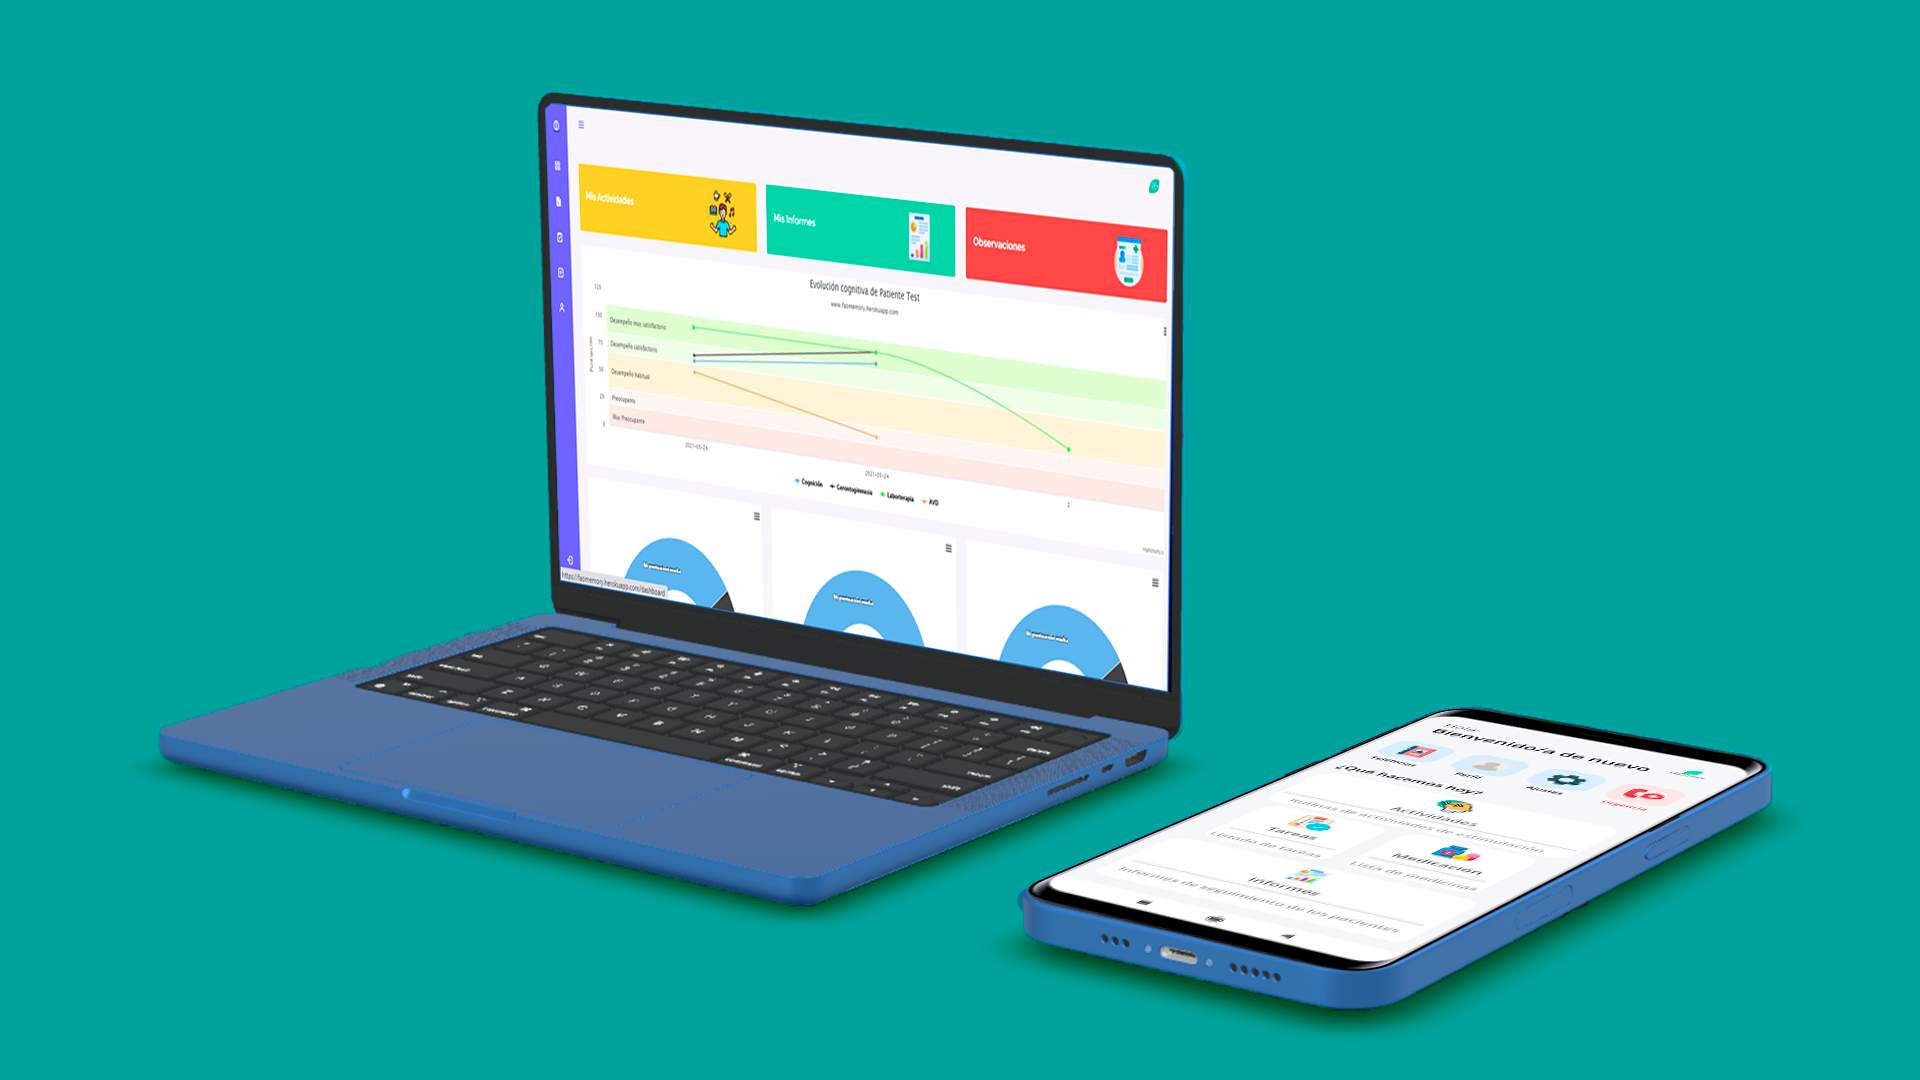 Mis Actividades
Mis Informes
Observaciones
Evolución cognitiva de Patiente Test
www.faomemory.herokuapp.com
125
100
75
50
25
0
Puntuación
Desempeño muy satisfactorio
Desempeño satisfactorio
Desempeño habitual
Preocupante
Muy Preocupante
2021-05-24
2021-05-24
2
Cognición
Gerontogimnasia
Laborterapia
AVD
https://faomemory.herokuapp.com/dashboard
Hola
Bienvenido/a de nuevo
Perfil
Ajustes
Urgencia
¿Qué hacemos hoy?
Actividades
Rutinas de actividades de estimulación
Tareas
Listado de tareas
Medicación
Lista de medicinas
Informes
Informes de seguimiento de los pacientes